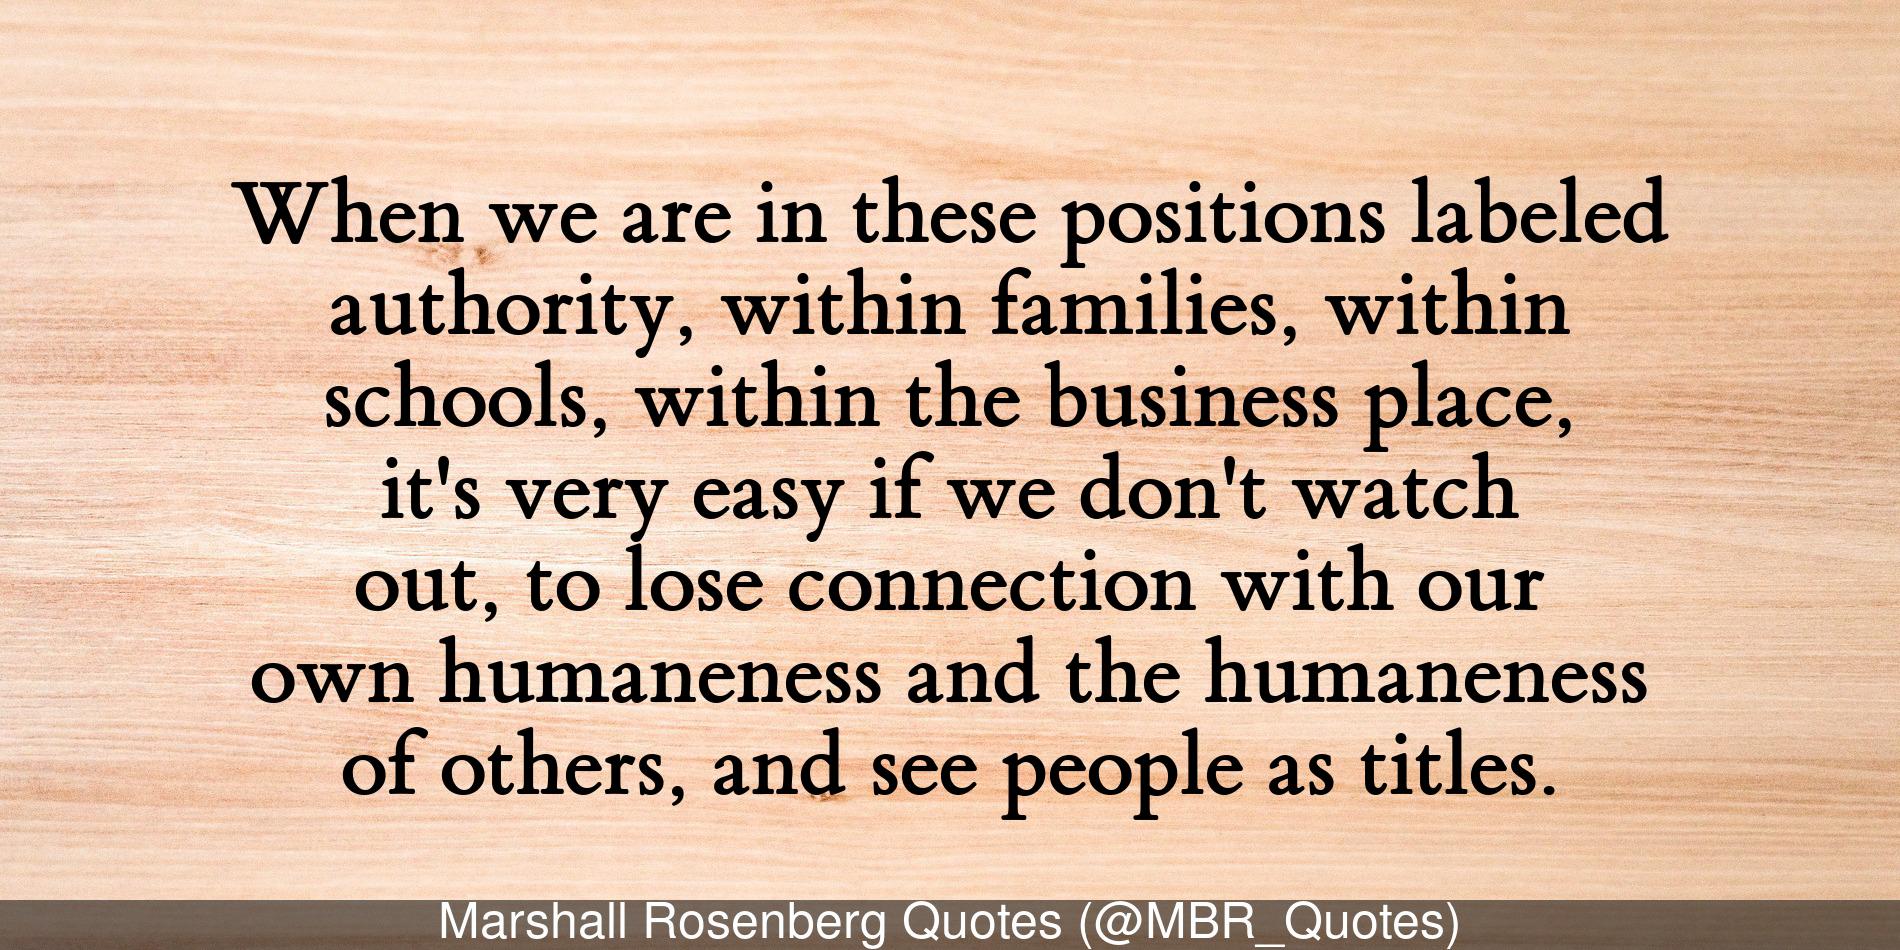 When we are in these positions labeled
authority, within families, within
schools, within the business place,
it's very easy if we don't watch
out, to lose connection with our
own humaneness and the humaneness
of others, and see people as titles.
Marshall Rosenberg Quotes (@MBR_Quotes)